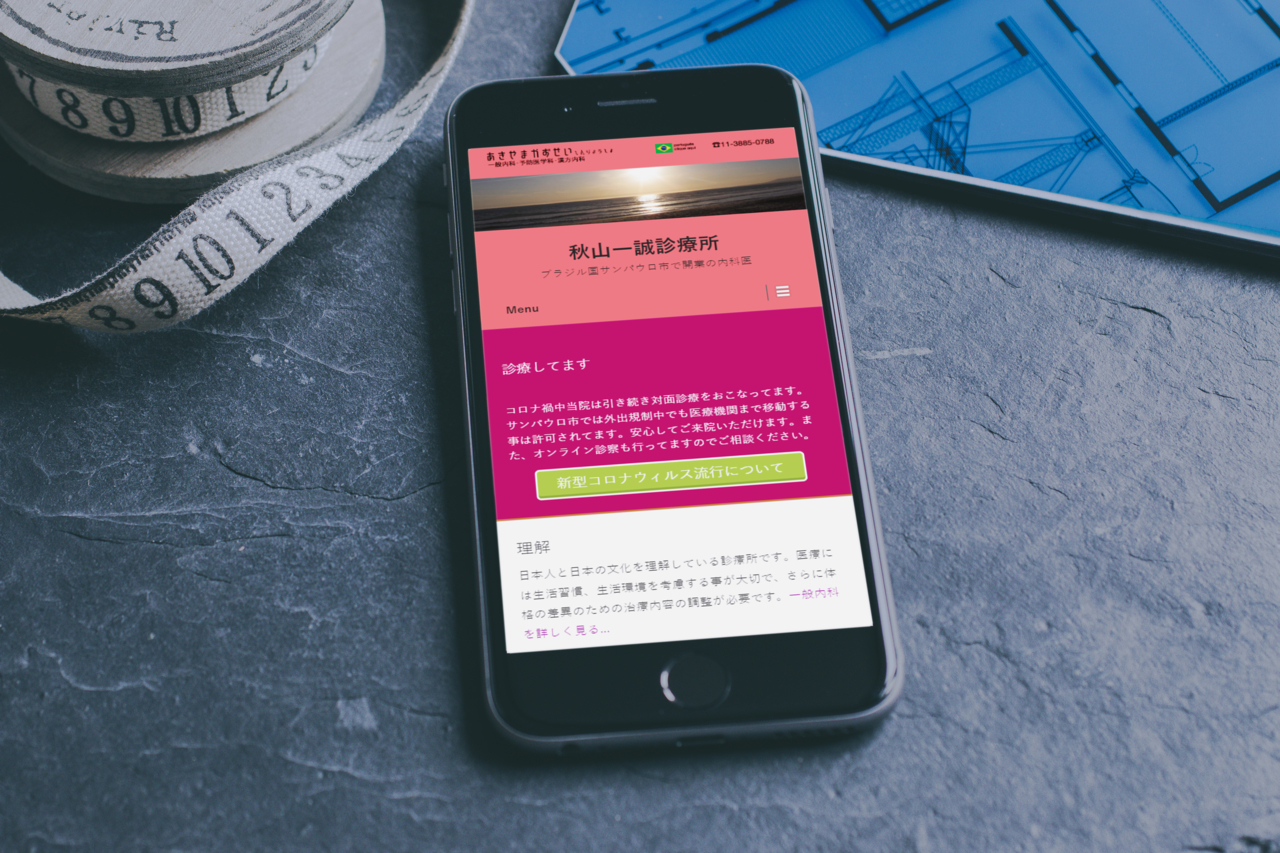 Rivier
7 8 9 10 1 2 3
8 9 10 1 2 3 4
あきやまかずせい しんりょうじょ
一般内科・予防医学科・漢方内科
português
☎11-3885-0788
秋山一誠診療所
ブラジル国サンパウロ市で開業の内科医
Menu
診療してます
コロナ禍中当院は引き続き対面診療をおこなってます。
サンパウロ市では外出規制中でも医療機関まで移動する
事は許可されてます。安心してご来院いただけます。ま
た、オンライン診察も行ってますのでご相談ください。
新型コロナウィルス流行について
理解
日本人と日本の文化を理解している診療所です。医療に
は生活習慣、生活環境を考慮する事が大切で、さらに体
格の差異のための治療内容の調整が必要です。一般内科
を詳しく見る...